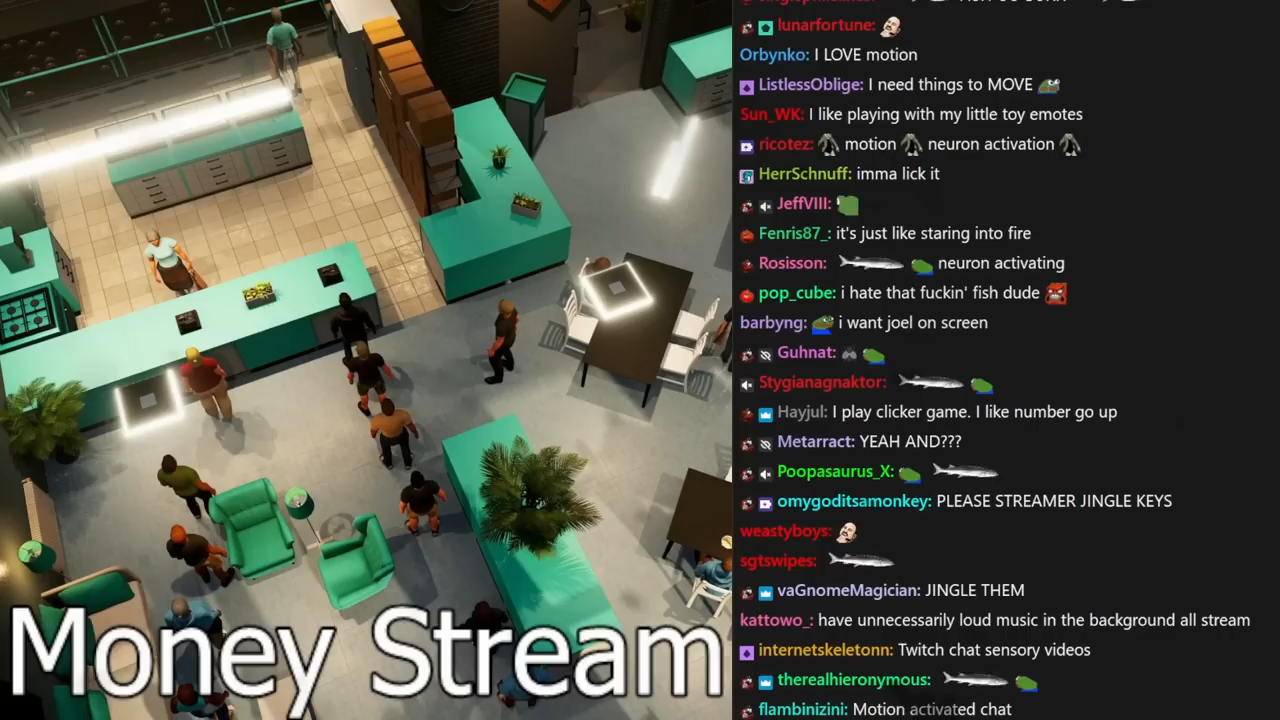 lunarfortune:
Orbynko: I LOVE motion
ListlessOblige: I need things to MOVE
Sun_WK: I like playing with my little toy emotes
ricotez: motion neuron activation
HerrSchnuff: imma lick it
JeffVIII:
Fenris87_: it's just like staring into fire
Rosisson: neuron activating
pop_cube: i hate that fuckin' fish dude
barbyng: i want joel on screen
Guhnat:
Stygianagnaktor:
Hayjul: I play clicker game. I like number go up
Metarract: YEAH AND???
Poopasaurus_X:
omygoditsamonkey: PLEASE STREAMER JINGLE KEYS
weastyboys:
sgtswipes:
vaGnomeMagician: JINGLE THEM
kattowo_: have unnecessarily loud music in the background all stream
internetskeletonn: Twitch chat sensory videos
therealhieronymous:
flambinizini: Motion activated chat
Money Stream